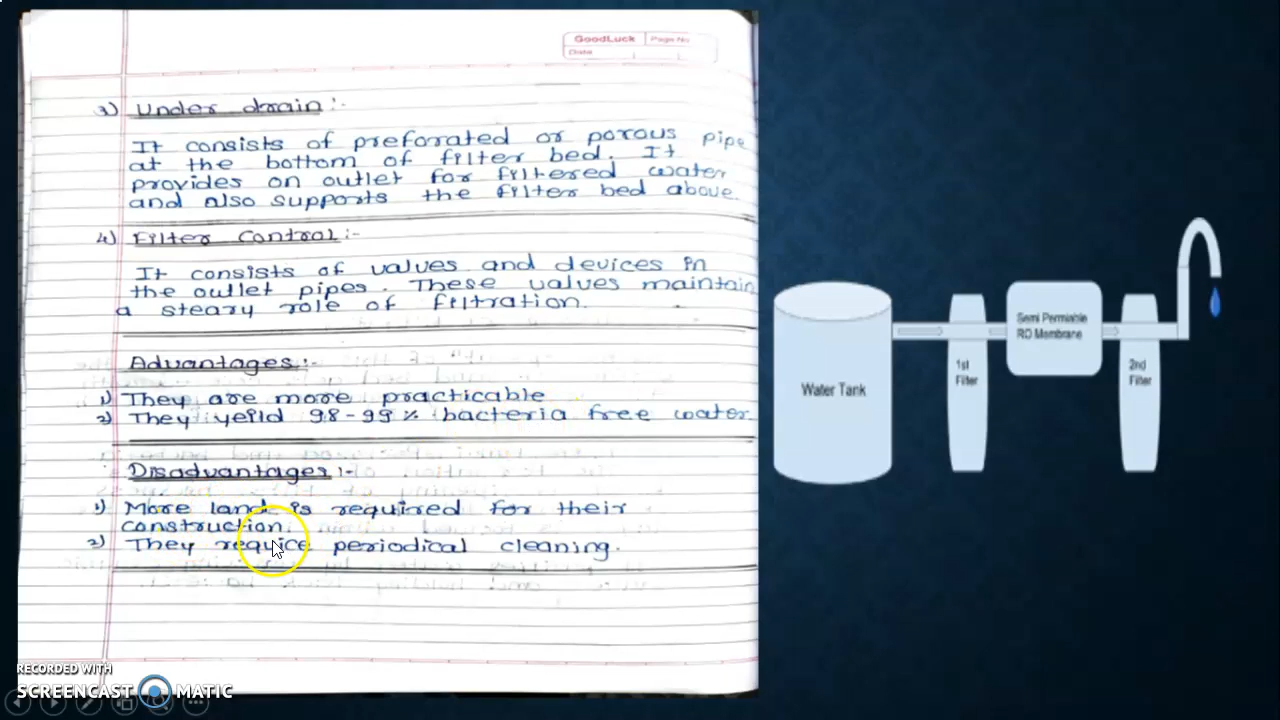 GoodLuck
Page No
Date
3) Under drain :-
It consists of preforated or porous pipe
at the bottom of filter bed. It
provides on outlet for filtered water
and also supports the filter bed above.
4) Filter Control :-
It consists of values and devices in
the outlet pipes. These values maintain
a steary role of filtration.
Advantages :-
1) They are more practicable
2) They yeild 98-99% bacteria free water
Disadvantages :-
1) More land is required for their
construction
2) They require periodical cleaning.
Water Tank
1st
Filter
Semi Permiable
RO Membrane
2nd
Filter
RECORDED WITH
SCREENCAST MATIC